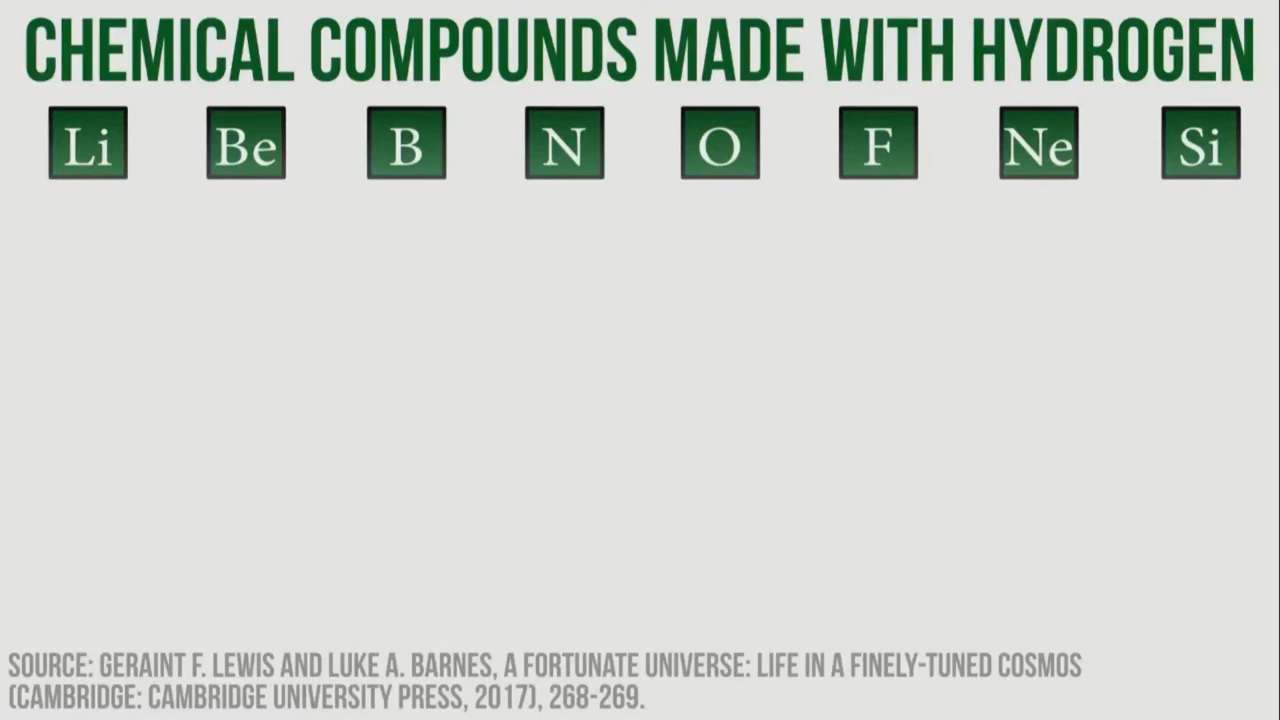 CHEMICAL COMPOUNDS MADE WITH HYDROGEN
Li Be B N O F Ne Si
SOURCE: GERAINT F. LEWIS AND LUKE A. BARNES, A FORTUNATE UNIVERSE: LIFE IN A FINELY-TUNED COSMOS
(CAMBRIDGE: CAMBRIDGE UNIVERSITY PRESS, 2017), 268-269.